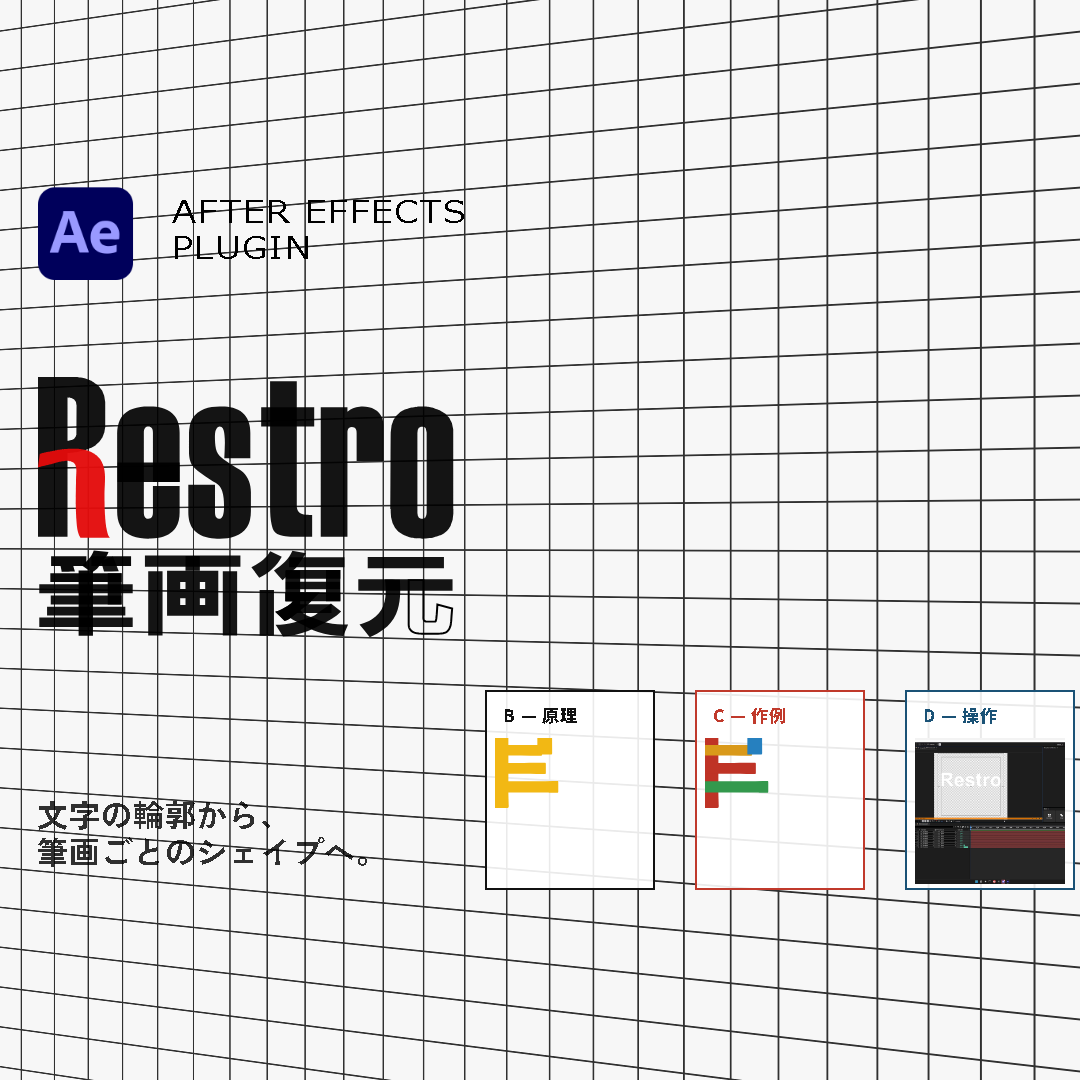 Ae
AFTER EFFECTS
PLUGIN
Restro
筆画復元
文字の輪郭から、
筆画ごとのシェイプへ。
B — 原理
C — 作例
D — 操作
Restro